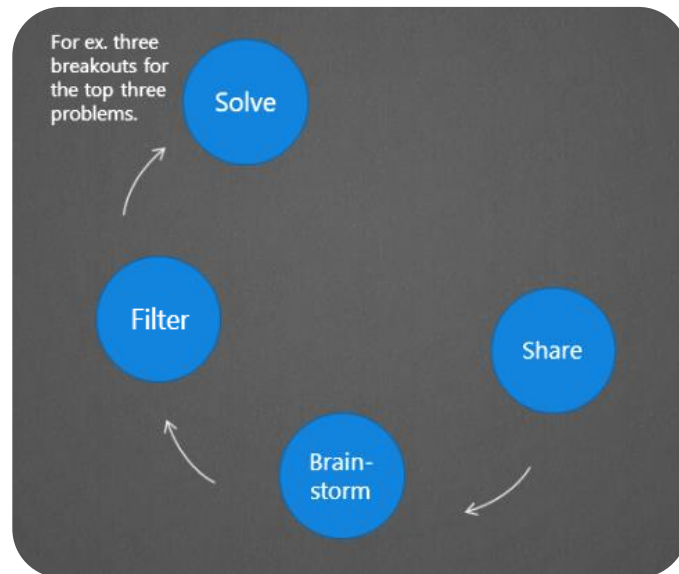 For ex. three
breakouts for
the top three
problems.
Solve
Filter
Share
Brain-
storm